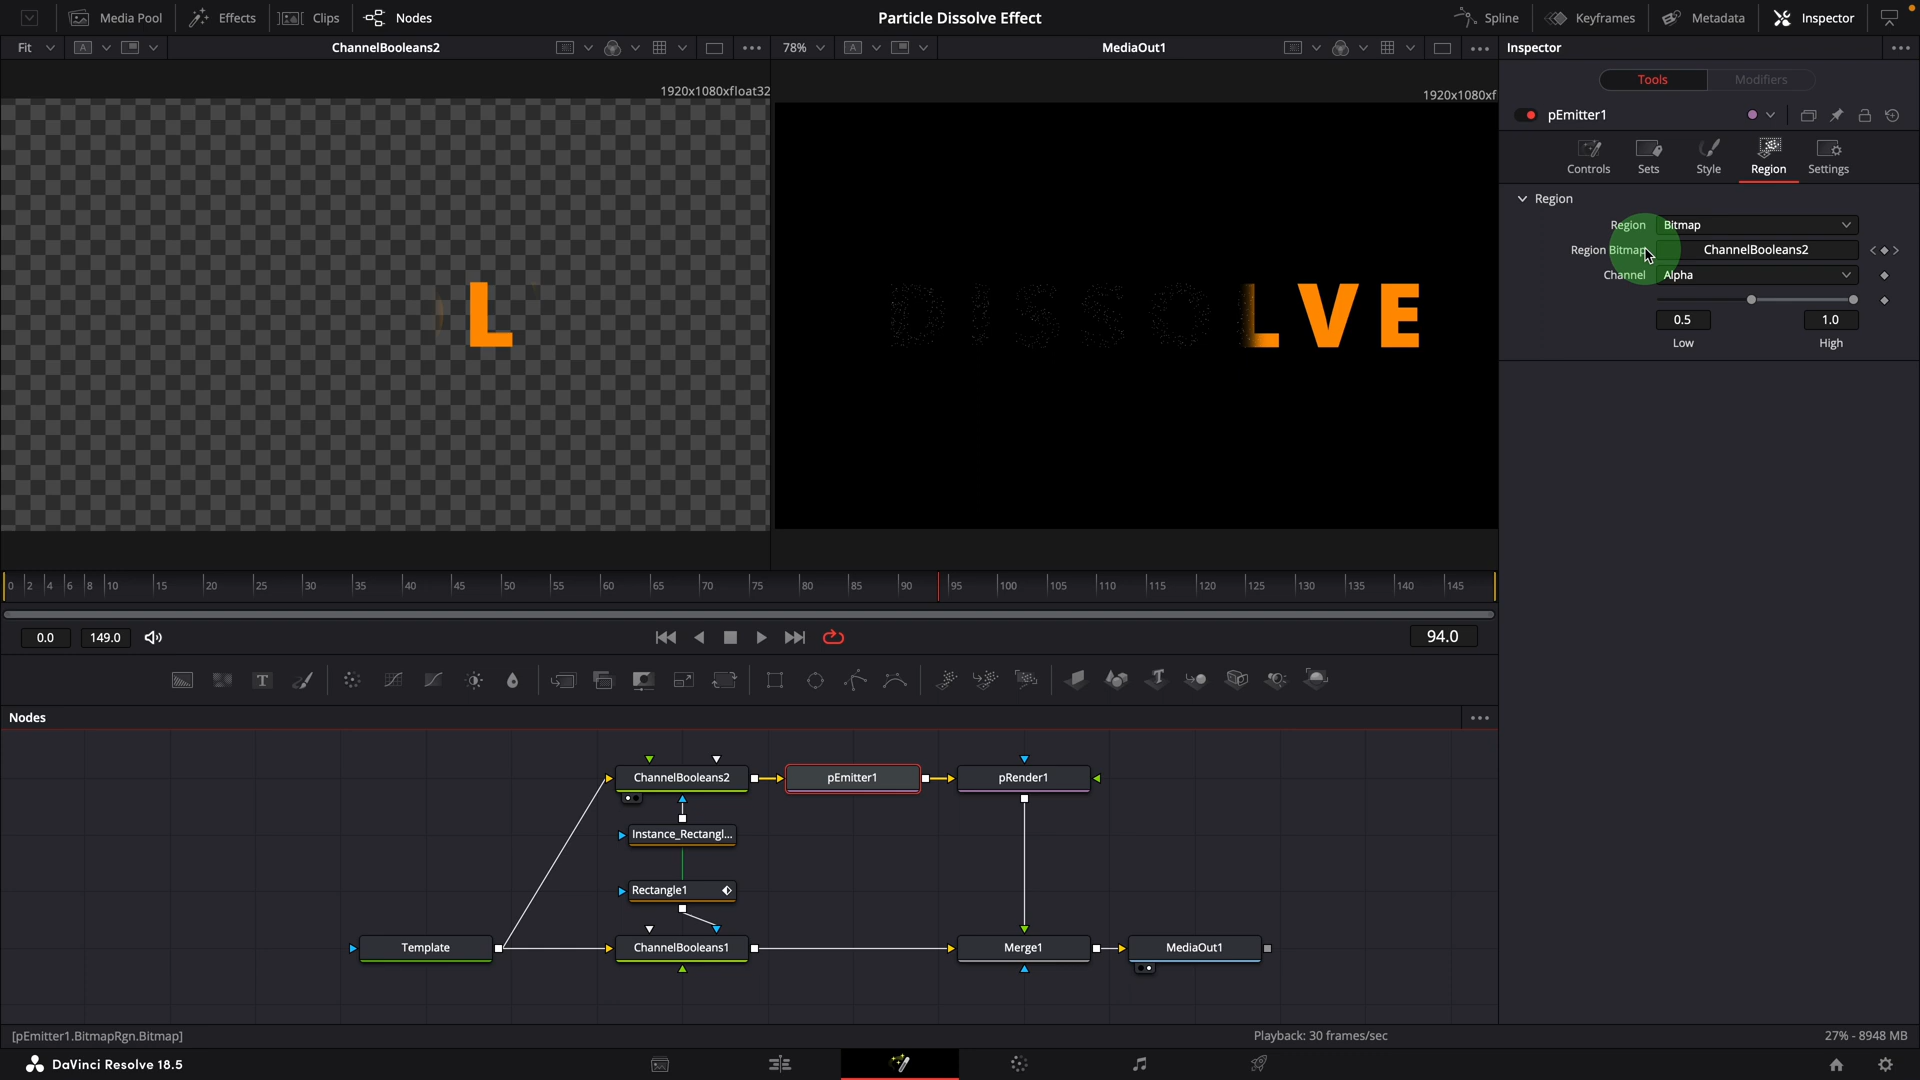 Media Pool Effects Clips Nodes Particle Dissolve Effect Spline Keyframes Metadata Inspector
Fit A ChannelBooleans2 78% A MediaOut1 Inspector
1920x1080xfloat32 1920x1080xf
Tools Modifiers
pEmitter1
Controls Sets Style Region Settings
Region
Region Bitmap
Region Bitmap ChannelBooleans2
Channel Alpha
0.5 1.0
Low High
L
DISSOLVE
0 2 4 6 8 10 15 20 25 30 35 40 45 50 55 60 65 70 75 80 85 90 95 100 105 110 115 120 125 130 135 140 145
0.0 149.0 94.0
T T
Nodes
ChannelBooleans2 pEmitter1 pRender1
Instance_Rectangl...
Rectangle1
Template ChannelBooleans1 Merge1 MediaOut1
[pEmitter1.BitmapRgn.Bitmap] Playback: 30 frames/sec 27% - 8948 MB
DaVinci Resolve 18.5